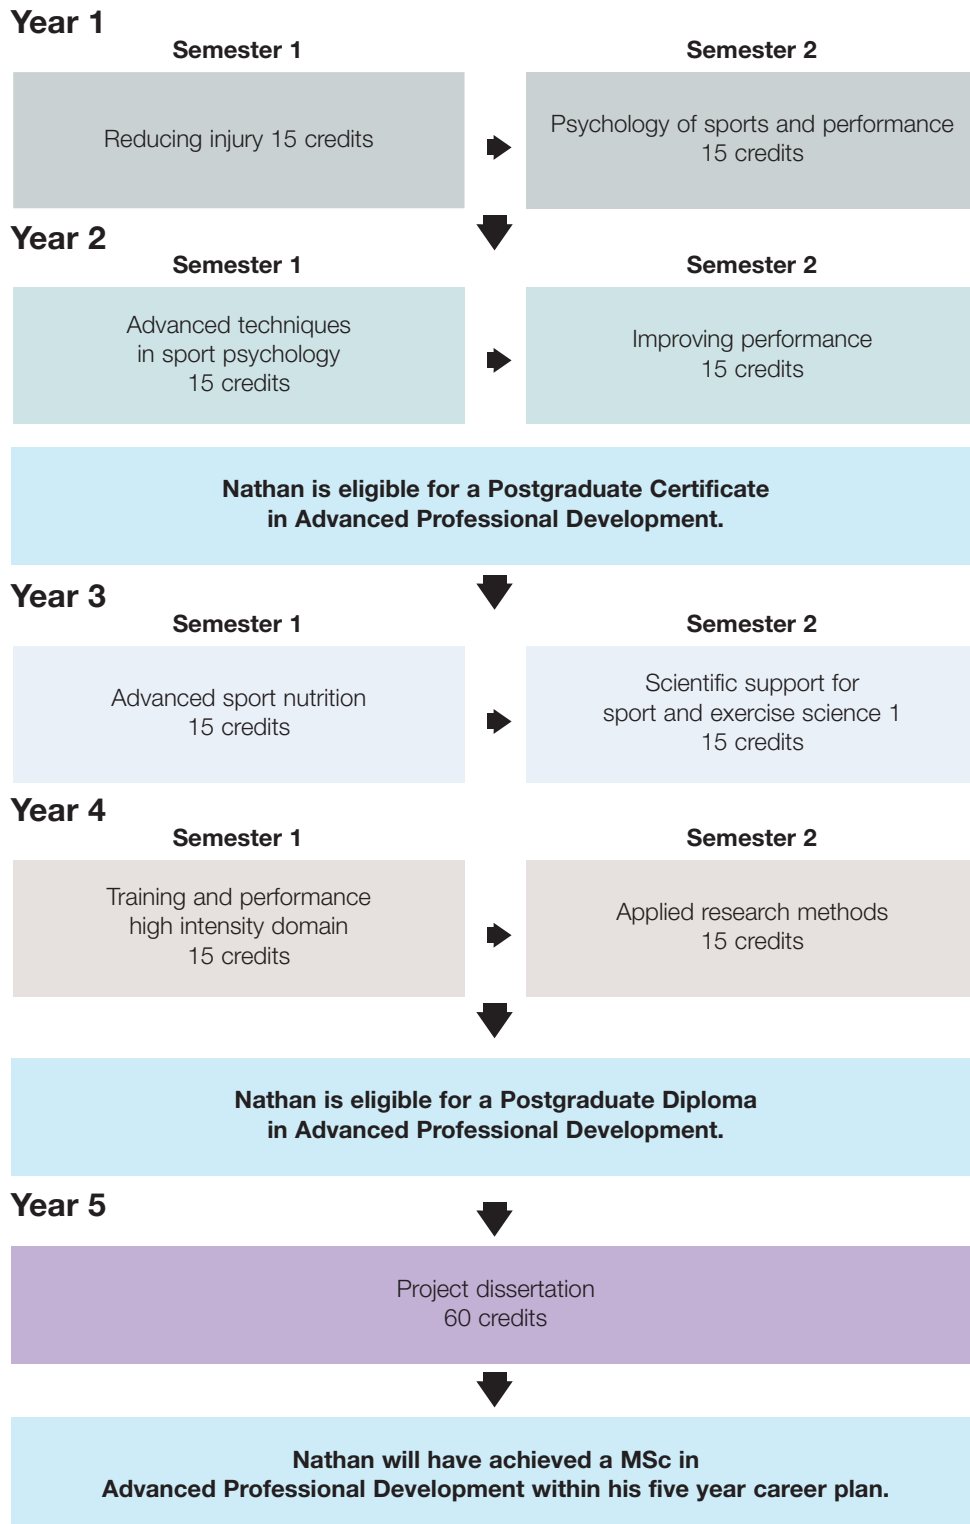 Year 1
Semester 1
Semester 2
Reducing injury 15 credits
Psychology of sports and performance
15 credits
Year 2
Semester 1
Semester 2
Advanced techniques
in sport psychology
15 credits
Improving performance
15 credits
Nathan is eligible for a Postgraduate Certificate
in Advanced Professional Development.
Year 3
Semester 1
Semester 2
Advanced sport nutrition
15 credits
Scientific support for
sport and exercise science 1
15 credits
Year 4
Semester 1
Semester 2
Training and performance
high intensity domain
15 credits
Applied research methods
15 credits
Nathan is eligible for a Postgraduate Diploma
in Advanced Professional Development.
Year 5
Project dissertation
60 credits
Nathan will have achieved a MSc in
Advanced Professional Development within his five year career plan.